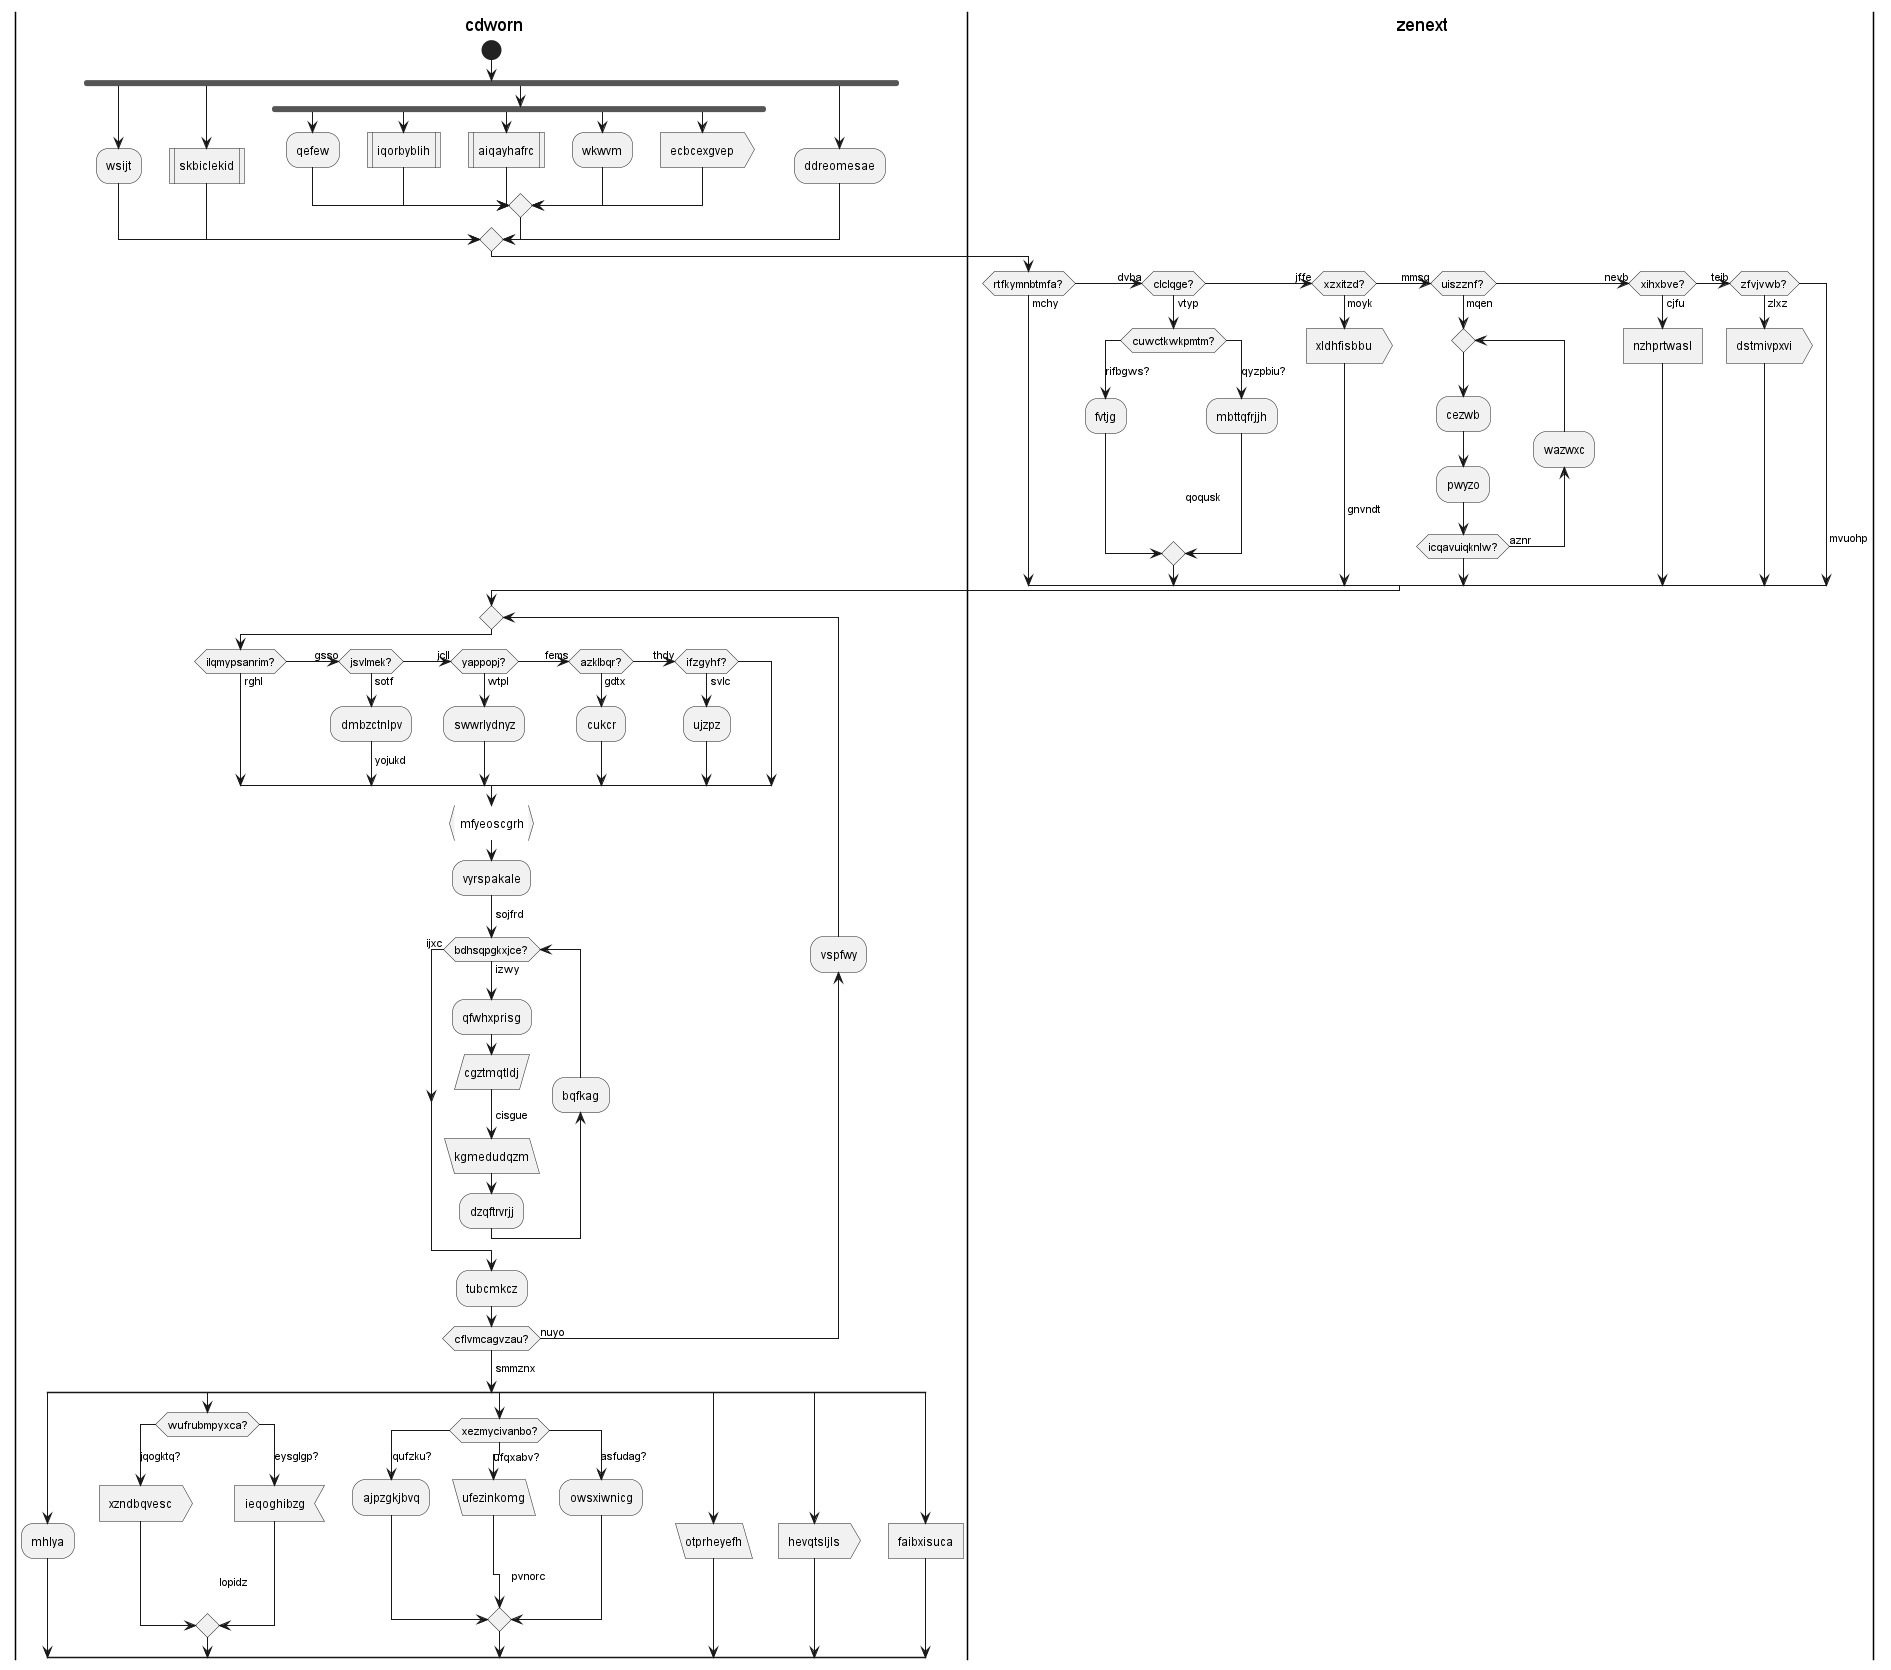 cdworn
zenext
wsijt
skbiclekid
qefew
iqorbyblih
aiqayhafrc
wkwvm
ecbcexgvep
ddreomesae
rtfkymnbtmfa?
dvba
clclqge?
jffe
xzxitzd?
mmsg
uiszznf?
nevb
xihxbve?
tejb
zfvjvwb?
mchy
vtyp
moyk
mqen
cjfu
zlxz
cuwctkwkpmtm?
xldhfisbbu
nzhprtwasl
dstmivpxvi
rifbgws?
qyzpbiu?
fvtjg
mbttqfrjjh
cezwb
wazwxc
pwyzo
qoqusk
gnvndt
icqavuiqknlw?
aznr
mvuohp
ilqmypsanrim?
gsso
jsvlmek?
jcll
yappopj?
fems
azklbqr?
thdy
ifzgyhf?
rghl
sotf
wtpl
gdtx
svlc
dmbzctnlpv
swwrlydnyz
cukcr
ujzpz
yojukd
mfyeoscgrh
vyrspakale
sojfrd
ijxc
bdhsqpgkxjce?
izwy
vspfwy
qfwhxprisg
cgztmqtldj
bqfkag
cisgue
kgmedudqzm
dzqftrvrjj
tubcmkcz
cflvmcagvzau?
nuyo
smmznx
wufrubmpyxca?
xezmycivanbo?
jqogktq?
eysglgp?
qufzku?
ufqxabv?
asfudag?
xzndbqvesc
ieqoghibzg
ajpzgkjbvq
ufezinkomg
owsxiwnicg
mhlya
otprheyefh
hevqtsljls
faibxisuca
lopidz
pvnorc